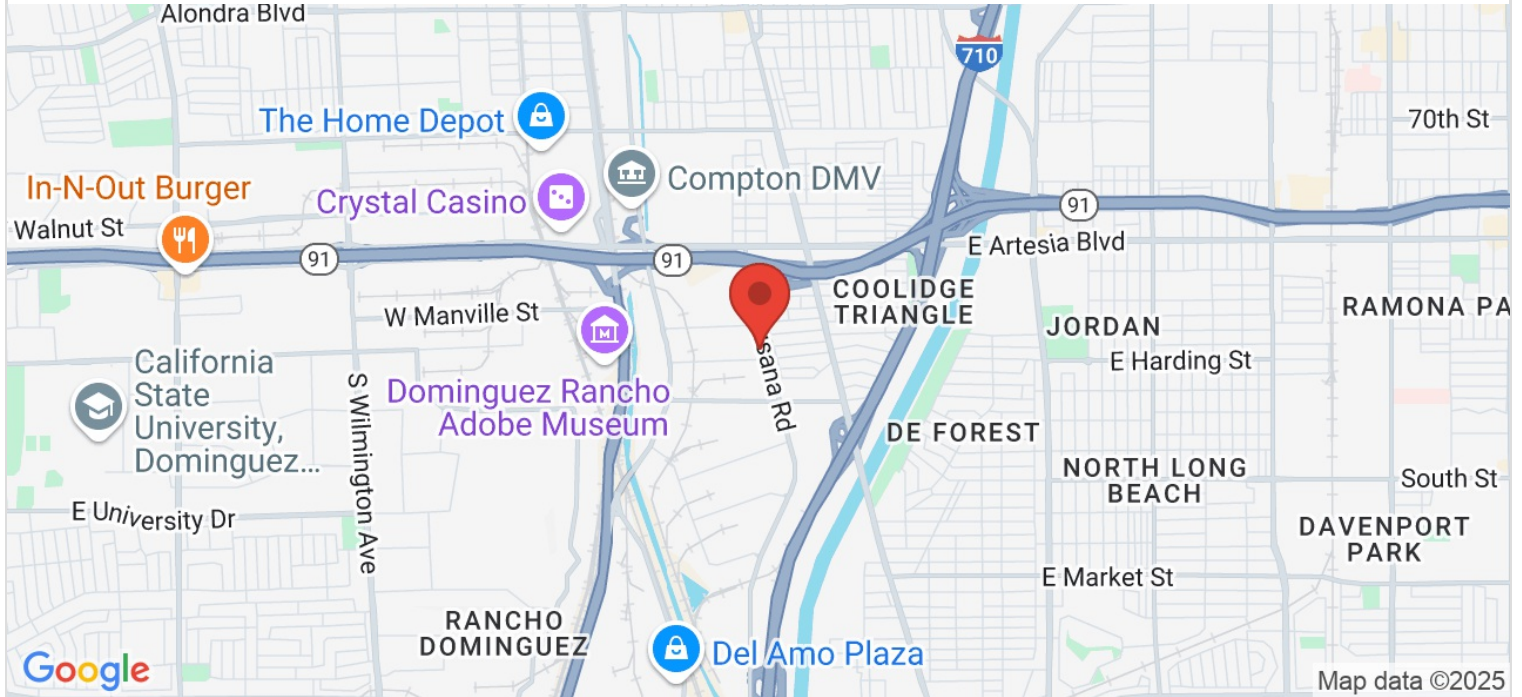 Alondra Blvd
710
The Home Depot
70th St
Compton DMV
In-N-Out Burger
Crystal Casino
91
Walnut St
E Artesia Blvd
91
91
COOLIDGE
TRIANGLE
RAMONA PA
W Manville St
JORDAN
M
E Harding St
California
State
University,
Dominguez...
S Wilmington Ave
Dominguez Rancho
Adobe Museum
sana Rd
DE FOREST
NORTH LONG
BEACH
South St
E University Dr
DAVENPORT
PARK
E Market St
RANCHO
DOMINGUEZ
Del Amo Plaza
Google
Map data ©2025